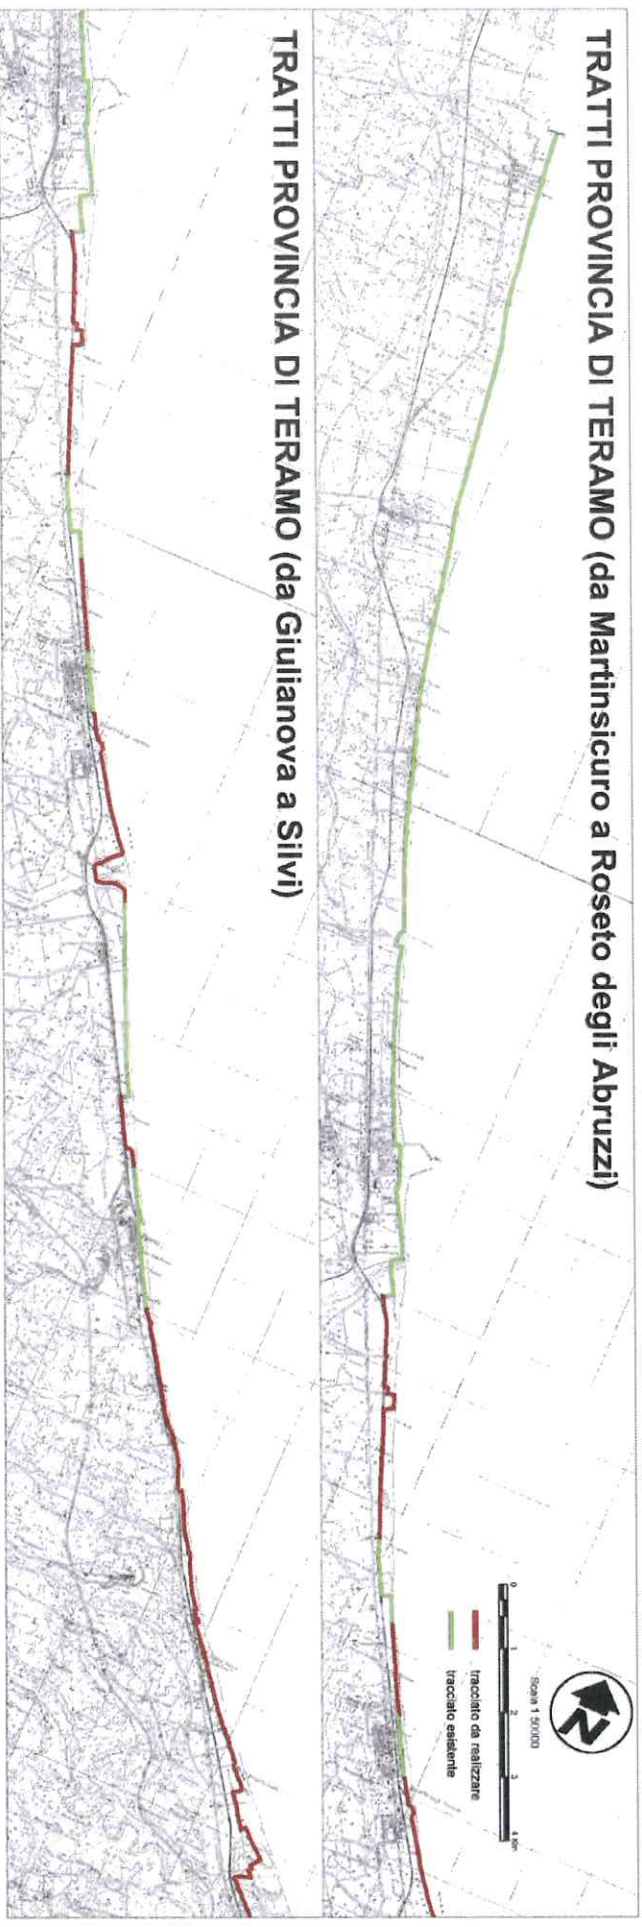 TRATTI PROVINCIA DI TERAMO (da Martinsicuro a Roseto degli Abruzzi)
N
Scala 1:50000
0 1 2 3 4 Km
tracciato da realizzare
tracciato esistente
TRATTI PROVINCIA DI TERAMO (da Giulianova a Silvi)